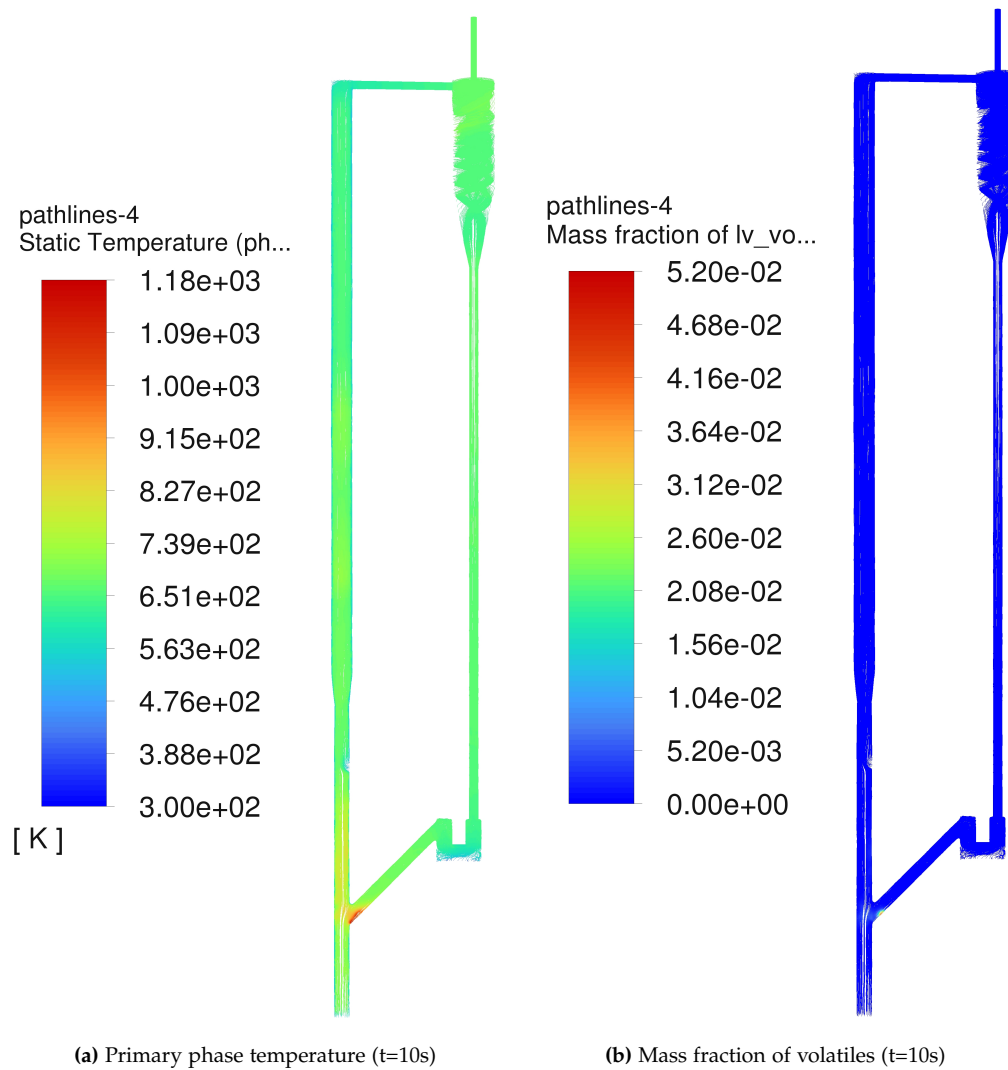 pathlines-4
Static Temperature (ph...
1.18e+03
1.09e+03
1.00e+03
9.15e+02
8.27e+02
7.39e+02
6.51e+02
5.63e+02
4.76e+02
3.88e+02
3.00e+02
[ K ]
(a) Primary phase temperature (t=10s)
pathlines-4
Mass fraction of lv_vo...
5.20e-02
4.68e-02
4.16e-02
3.64e-02
3.12e-02
2.60e-02
2.08e-02
1.56e-02
1.04e-02
5.20e-03
0.00e+00
(b) Mass fraction of volatiles (t=10s)